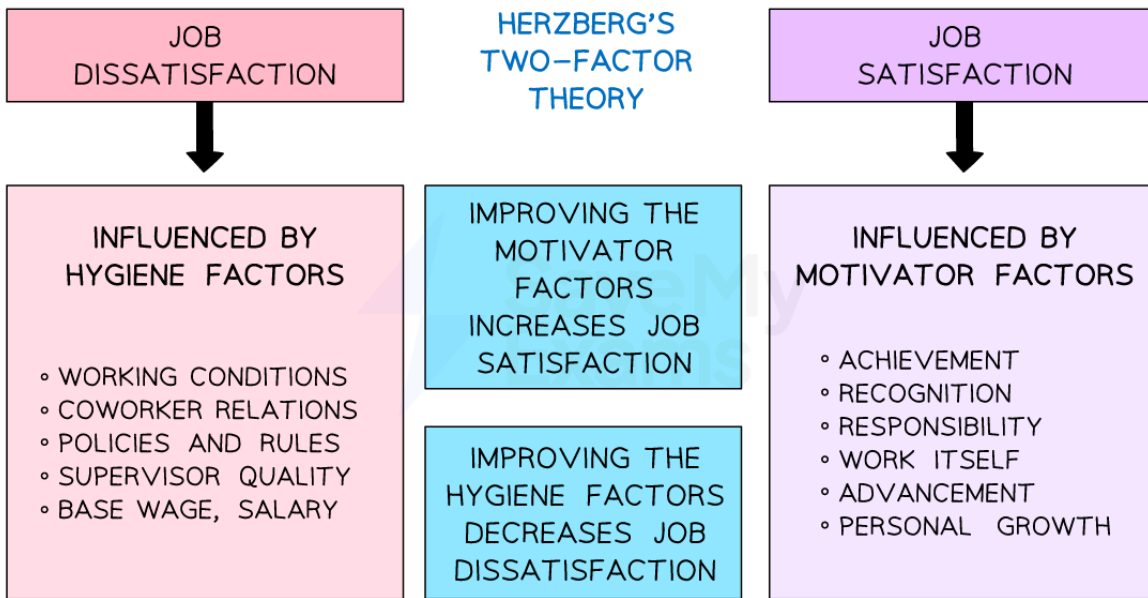 JOB
DISSATISFACTION
HERZBERG'S
TWO-FACTOR
THEORY
JOB
SATISFACTION
INFLUENCED BY
HYGIENE FACTORS
◦ WORKING CONDITIONS
◦ COWORKER RELATIONS
◦ POLICIES AND RULES
◦ SUPERVISOR QUALITY
◦ BASE WAGE, SALARY
IMPROVING THE
MOTIVATOR
FACTORS
INCREASES JOB
SATISFACTION
IMPROVING THE
HYGIENE FACTORS
DECREASES JOB
DISSATISFACTION
INFLUENCED BY
MOTIVATOR FACTORS
◦ ACHIEVEMENT
◦ RECOGNITION
◦ RESPONSIBILITY
◦ WORK ITSELF
◦ ADVANCEMENT
◦ PERSONAL GROWTH
SaveMy
Exams